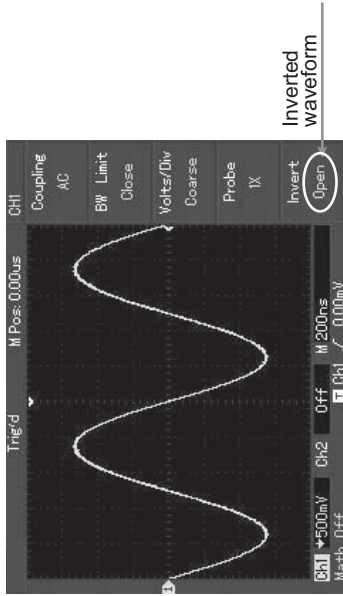 Trig'd M Pos: 0.00us CH1
Coupling
AC
BW Limit
Close
Volts/Div
Coarse
Probe
1X
Invert
Open
1
Ch1 500mV Ch2 Off M 200ns
Math Off T Ch1 / 0.00mV
Inverted
waveform